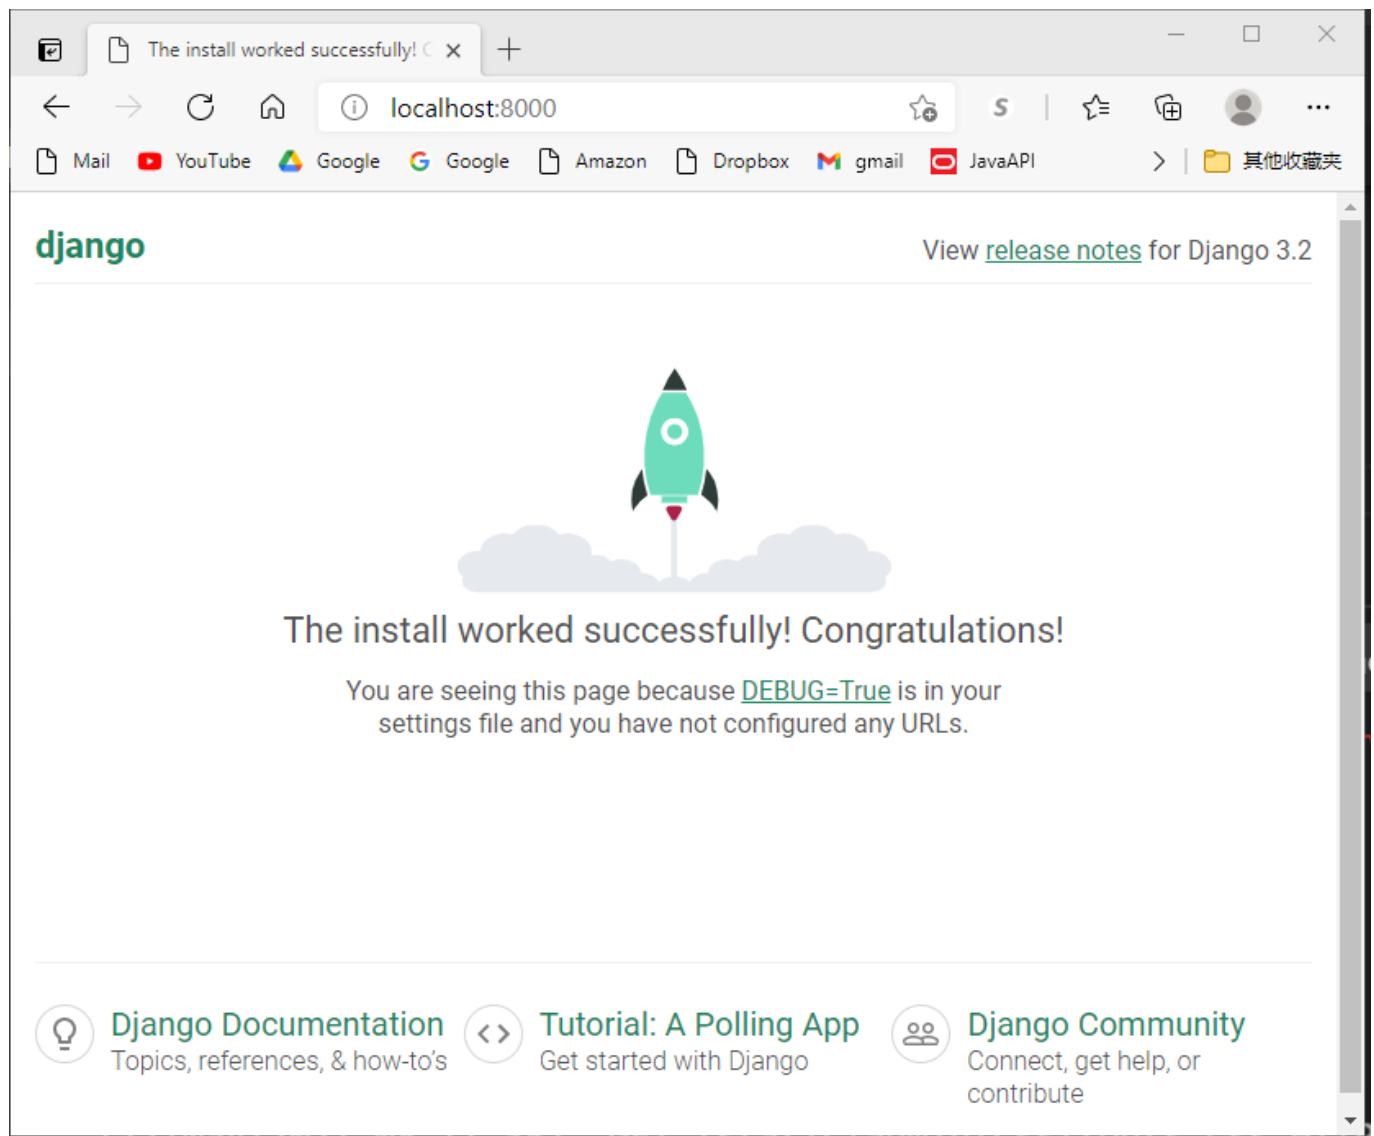 The install worked successfully!
localhost:8000
Mail YouTube Google Google Amazon Dropbox gmail JavaAPI 其他收藏夹
django
View release notes for Django 3.2
The install worked successfully! Congratulations!
You are seeing this page because DEBUG=True is in your
settings file and you have not configured any URLs.
Django Documentation
Topics, references, & how-to's
Tutorial: A Polling App
Get started with Django
Django Community
Connect, get help, or
contribute